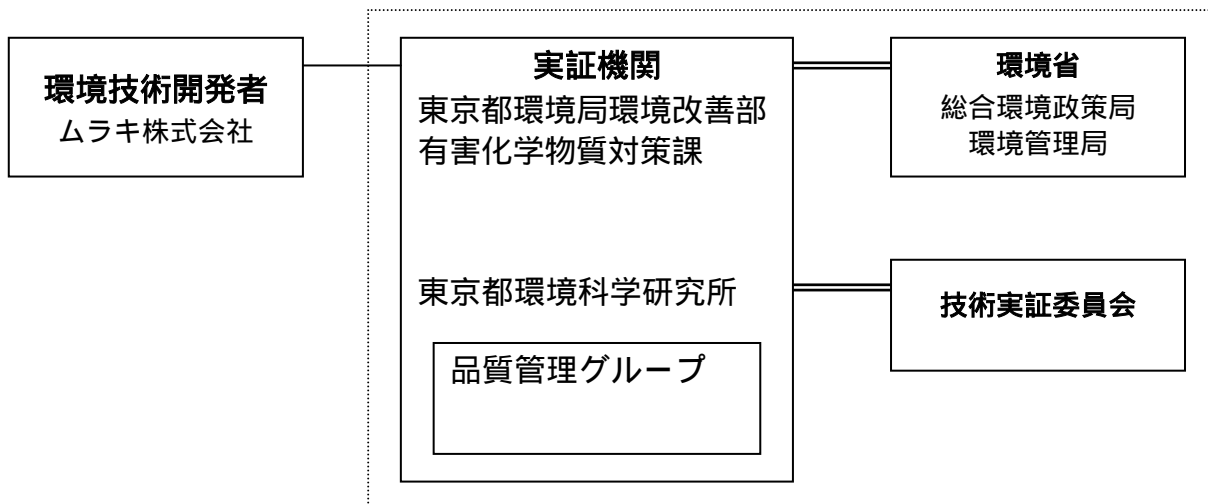 環境技術開発者
ムラキ株式会社
実証機関
東京都環境局環境改善部
有害化学物質対策課
東京都環境科学研究所
品質管理グループ
環境省
総合環境政策局
環境管理局
技術実証委員会